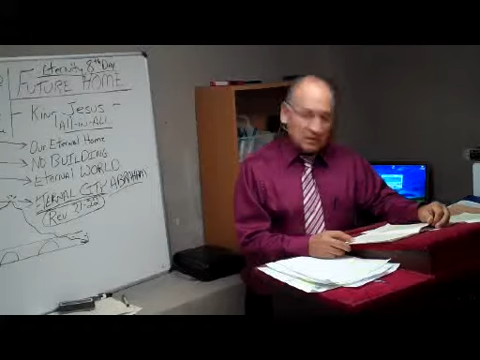 Eternity 8th Day
FUTURE HOME
King Jesus
ALL-IN-ALL
Our Eternal Home
NO BUILDING
ETERNAL WORLD
ETERNAL CITY ABRAHAM
Rev 21-22